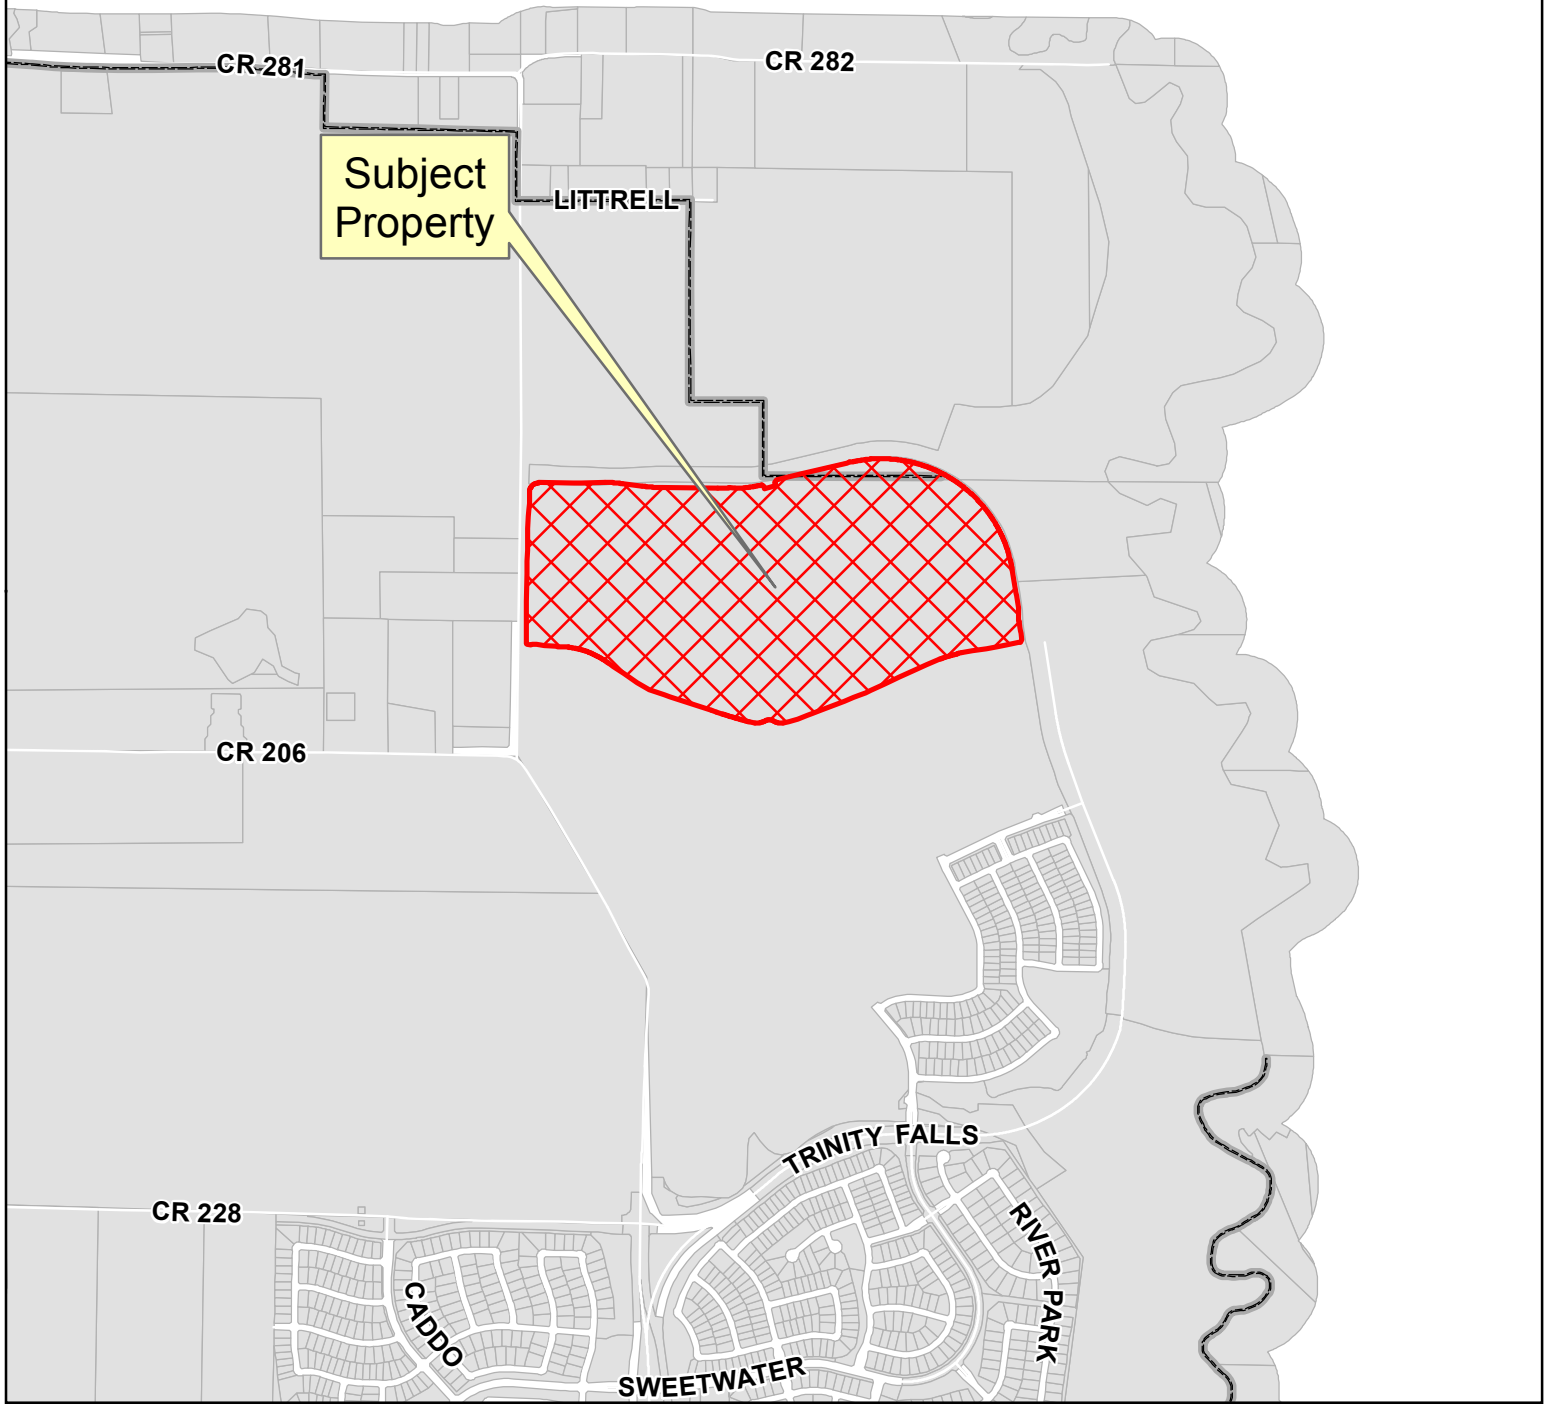 CR 281
CR 282
Subject
Property
LITTRELL
CR 206
TRINITY FALLS
CR 228
RIVER PARK
CADDO
SWEETWATER